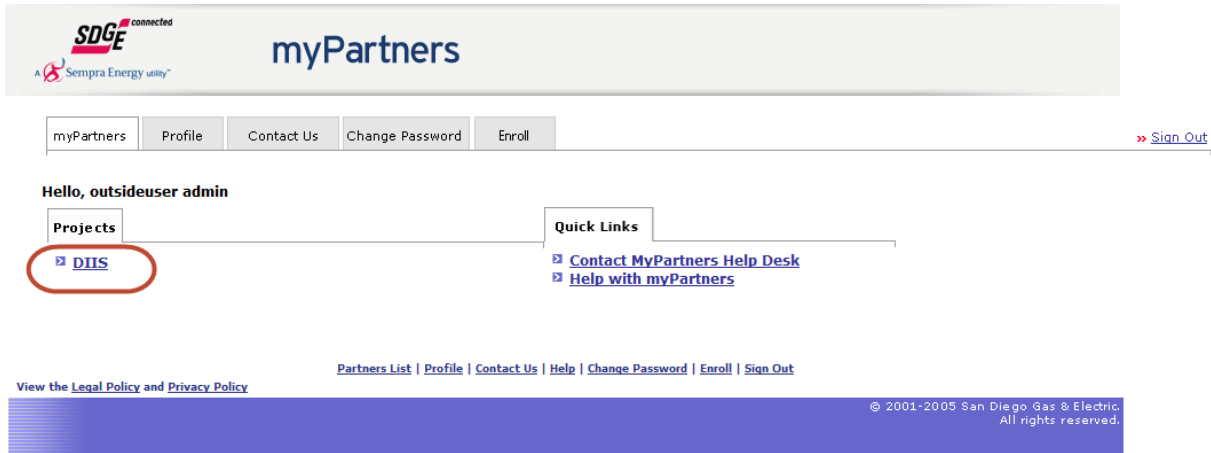 SDGE connected
A Sempra Energy utility™
myPartners
myPartners Profile Contact Us Change Password Enroll
» Sign Out
Hello, outsideuser admin
Projects
DIIS
Quick Links
Contact MyPartners Help Desk
Help with myPartners
Partners List | Profile | Contact Us | Help | Change Password | Enroll | Sign Out
View the Legal Policy and Privacy Policy
© 2001-2005 San Diego Gas & Electric.
All rights reserved.